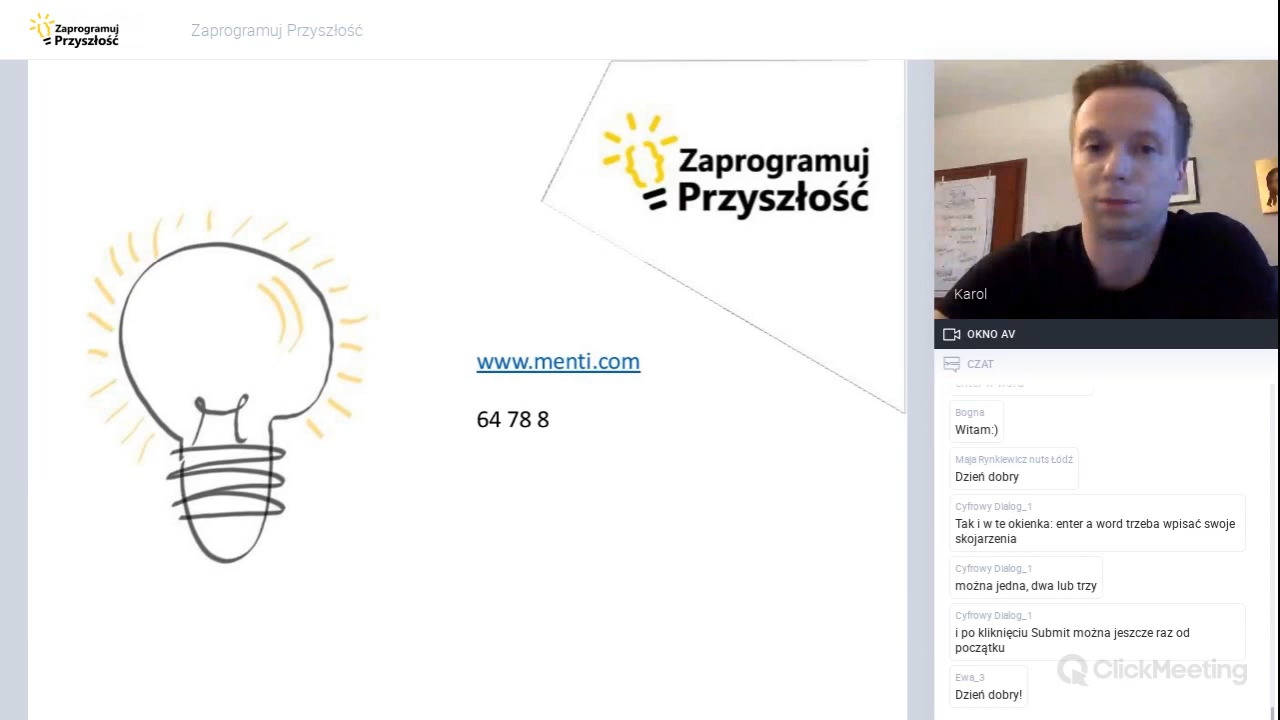 Zaprogramuj
Przyszłość
Zaprogramuj Przyszłość
Zaprogramuj
Przyszłość
www.menti.com
64 78 8
Karol
OKNO AV
CZAT
Bogna
Witam:)
Maja Rynkiewicz nuts Łódź
Dzień dobry
Cyfrowy Dialog_1
Tak i w te okienka: enter a word trzeba wpisać swoje
skojarzenia
Cyfrowy Dialog_1
można jedna, dwa lub trzy
Cyfrowy Dialog_1
i po kliknięciu Submit można jeszcze raz od
początku
ClickMeeting
Ewa_3
Dzień dobry!